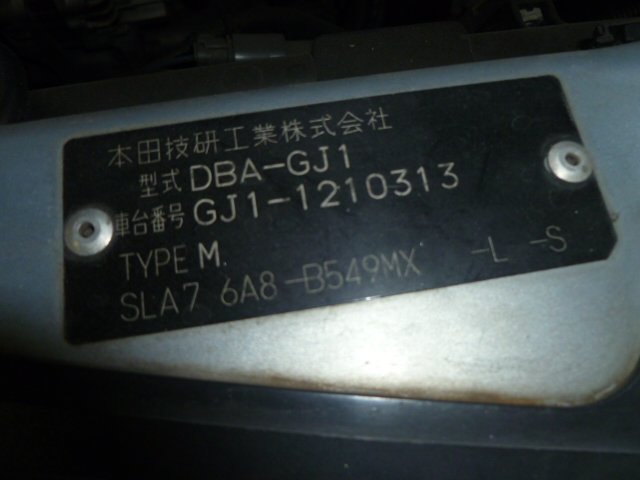 本田技研工業株式会社
型式 DBA-GJ1
車台番号 GJ1-1210313
TYPE M.
SLA7 6A8-B549MX -L -S